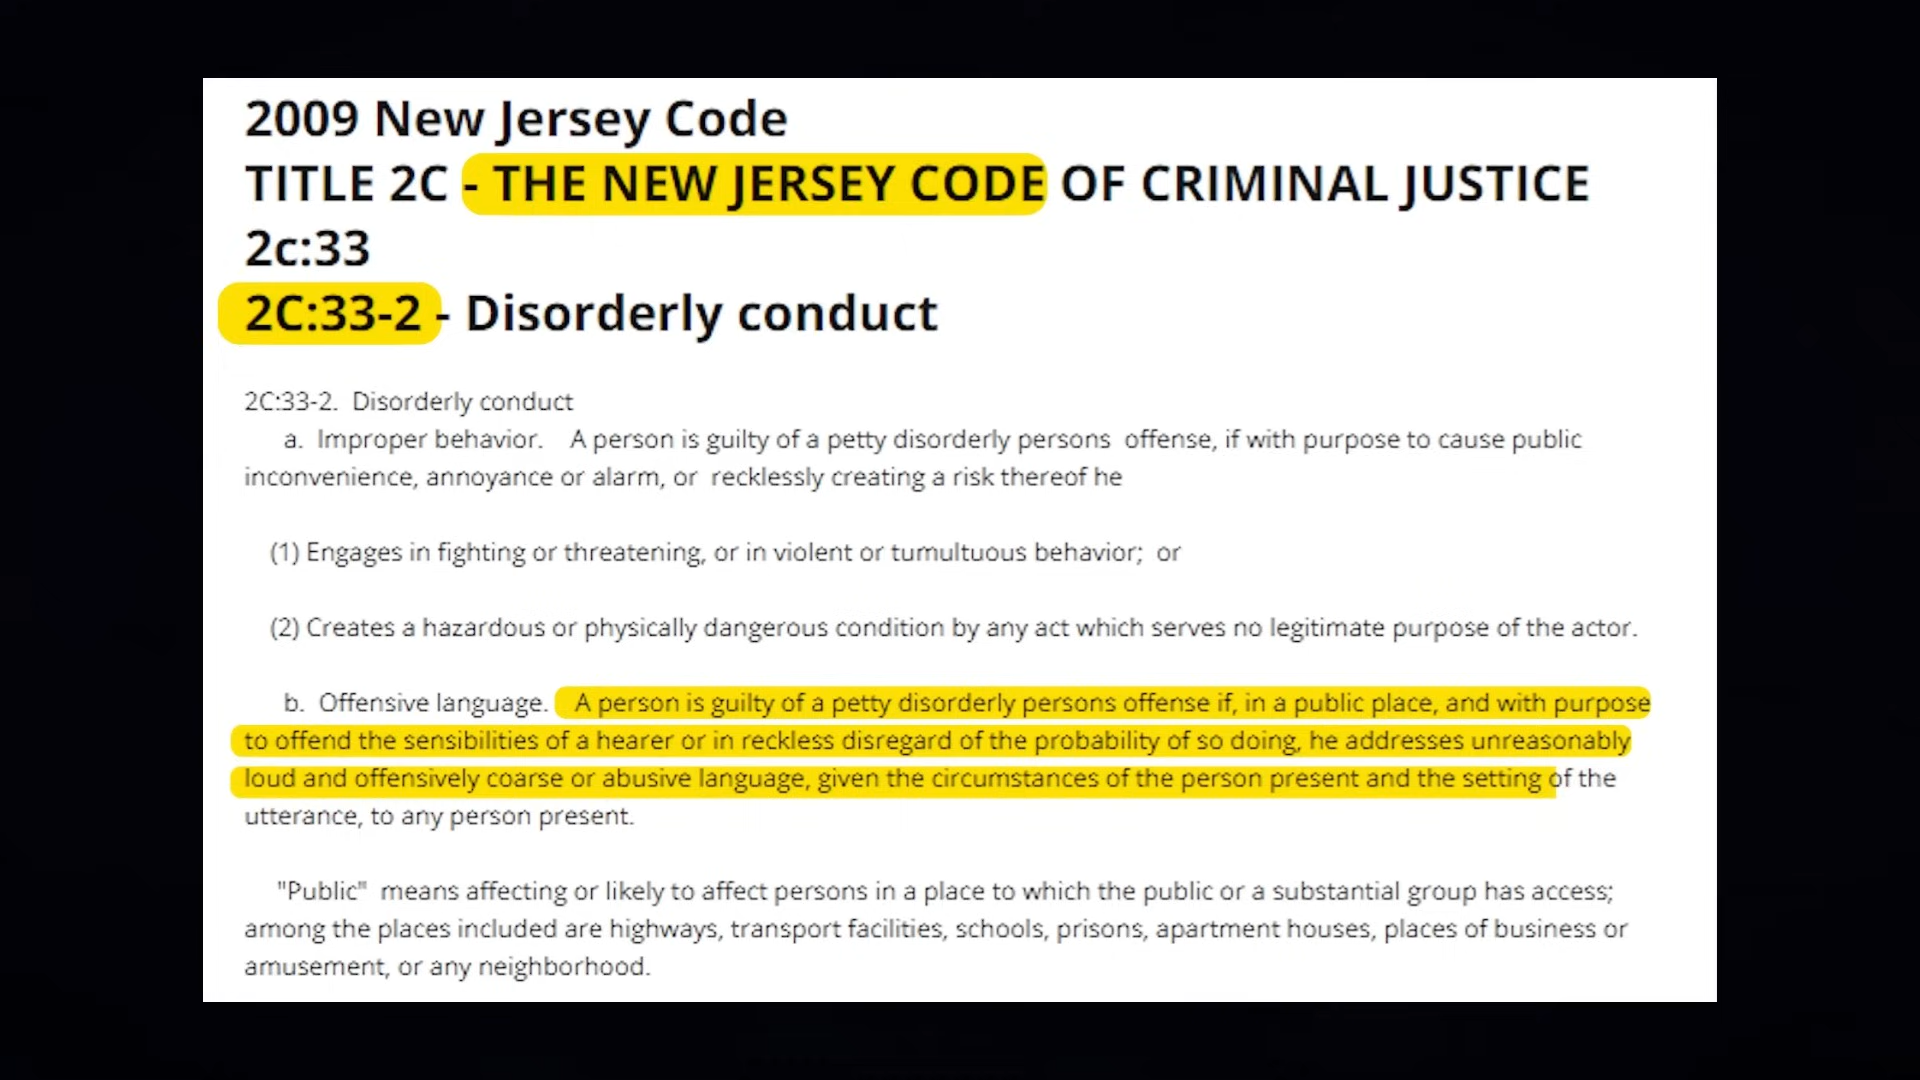 2009 New Jersey Code
TITLE 2C - THE NEW JERSEY CODE OF CRIMINAL JUSTICE
2c:33
2C:33-2 - Disorderly conduct
2C:33-2. Disorderly conduct
a. Improper behavior. A person is guilty of a petty disorderly persons offense, if with purpose to cause public
inconvenience, annoyance or alarm, or recklessly creating a risk thereof he
(1) Engages in fighting or threatening, or in violent or tumultuous behavior; or
(2) Creates a hazardous or physically dangerous condition by any act which serves no legitimate purpose of the actor.
b. Offensive language. A person is guilty of a petty disorderly persons offense if, in a public place, and with purpose
to offend the sensibilities of a hearer or in reckless disregard of the probability of so doing, he addresses unreasonably
loud and offensively coarse or abusive language, given the circumstances of the person present and the setting of the
utterance, to any person present.
"Public" means affecting or likely to affect persons in a place to which the public or a substantial group has access;
among the places included are highways, transport facilities, schools, prisons, apartment houses, places of business or
amusement, or any neighborhood.